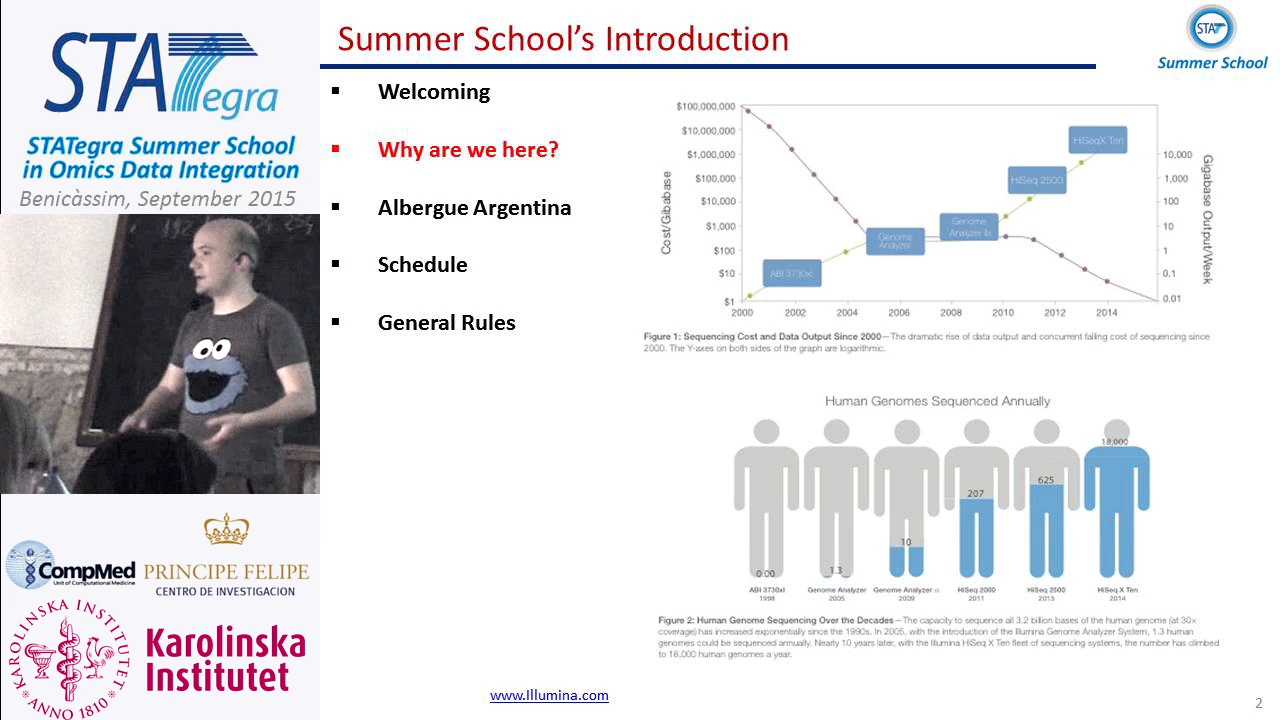 STATegra
STATegra Summer School
in Omics Data Integration
Benicàssim, September 2015
CompMed
Unit of Computational Medicine
PRINCIPE FELIPE
CENTRO DE INVESTIGACION
KAROLINSKA INSTITUTET
ANNO 1810
Karolinska
Institutet
Summer School's Introduction
STAT
Summer School
▪ Welcoming
▪ Why are we here?
▪ Albergue Argentina
▪ Schedule
▪ General Rules
$100,000,000
$10,000,000
$1,000,000
$100,000
$10,000
$1,000
$100
$10
$1
Cost/Gibabase
ABI 3730xl
Genome
Analyzer
Genome
Analyzer IIx
HiSeq 2500
HiSeqX Ten
10,000
1,000
100
10
1
0.1
0.01
Gigabase Output/Week
2000 2002 2004 2006 2008 2010 2012 2014
Figure 1: Sequencing Cost and Data Output Since 2000—The dramatic rise of data output and concurrent falling cost of sequencing since
2000. The Y-axes on both sides of the graph are logarithmic.
Human Genomes Sequenced Annually
0.00 1.3 10 207 625 18,000
ABI 3730xl Genome Analyzer Genome Analyzer IIx HiSeq 2000 HiSeq 2500 HiSeq X Ten
1998 2005 2009 2011 2013 2014
Figure 2: Human Genome Sequencing Over the Decades—The capacity to sequence all 3.2 billion bases of the human genome (at 30×
coverage) has increased exponentially since the 1990s. In 2005, with the introduction of the Illumina Genome Analyzer System, 1.3 human
genomes could be sequenced annually. Nearly 10 years later, with the Illumina HiSeq X Ten fleet of sequencing systems, the number has climbed
to 18,000 human genomes a year.
www.Illumina.com
2